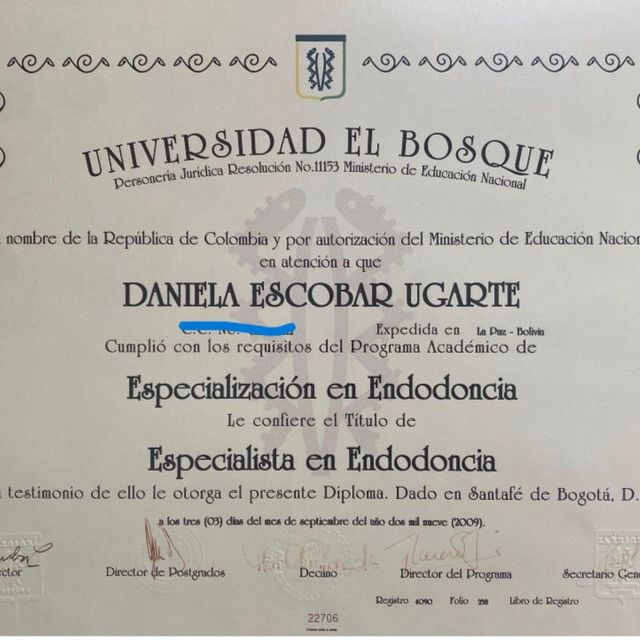 UNIVERSIDAD EL BOSQUE
Personería Jurídica Resolución No.11153 Ministerio de Educación Nacional
nombre de la República de Colombia y por autorización del Ministerio de Educación Nacion
en atención a que
DANIELA ESCOBAR UGARTE
C.C. No. Expedida en La Paz - Bolivia
Cumplió con los requisitos del Programa Académico de
Especialización en Endodoncia
Le confiere el Título de
Especialista en Endodoncia
testimonio de ello le otorga el presente Diploma. Dado en Santafé de Bogotá, D.
a los tres (03) días del mes de septiembre del año dos mil nueve (2009).
ector Director de Postgrados Decano Director del Programa Secretario Gene
Registro 4090 Folio 218 Libro de Registro
22706